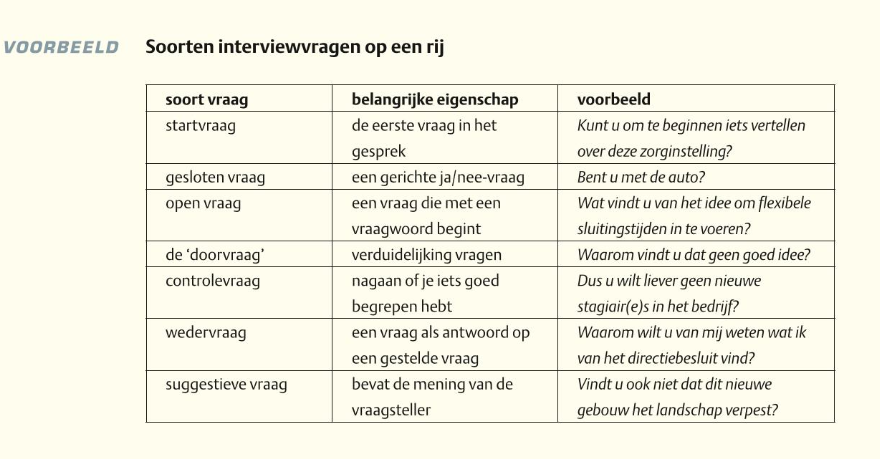 VOORBEELD Soorten interviewvragen op een rij
soort vraag belangrijke eigenschap voorbeeld
startvraag de eerste vraag in het Kunt u om te beginnen iets vertellen
gesprek over deze zorginstelling?
gesloten vraag een gerichte ja/nee-vraag Bent u met de auto?
open vraag een vraag die met een Wat vindt u van het idee om flexibele
vraagwoord begint sluitingstijden in te voeren?
de ‘doorvraag’ verduidelijking vragen Waarom vindt u dat geen goed idee?
controlevraag nagaan of je iets goed Dus u wilt liever geen nieuwe
begrepen hebt stagiair(e)s in het bedrijf?
wedervraag een vraag als antwoord op Waarom wilt u van mij weten wat ik
een gestelde vraag van het directiebesluit vind?
suggestieve vraag bevat de mening van de Vindt u ook niet dat dit nieuwe
vraagsteller gebouw het landschap verpest?